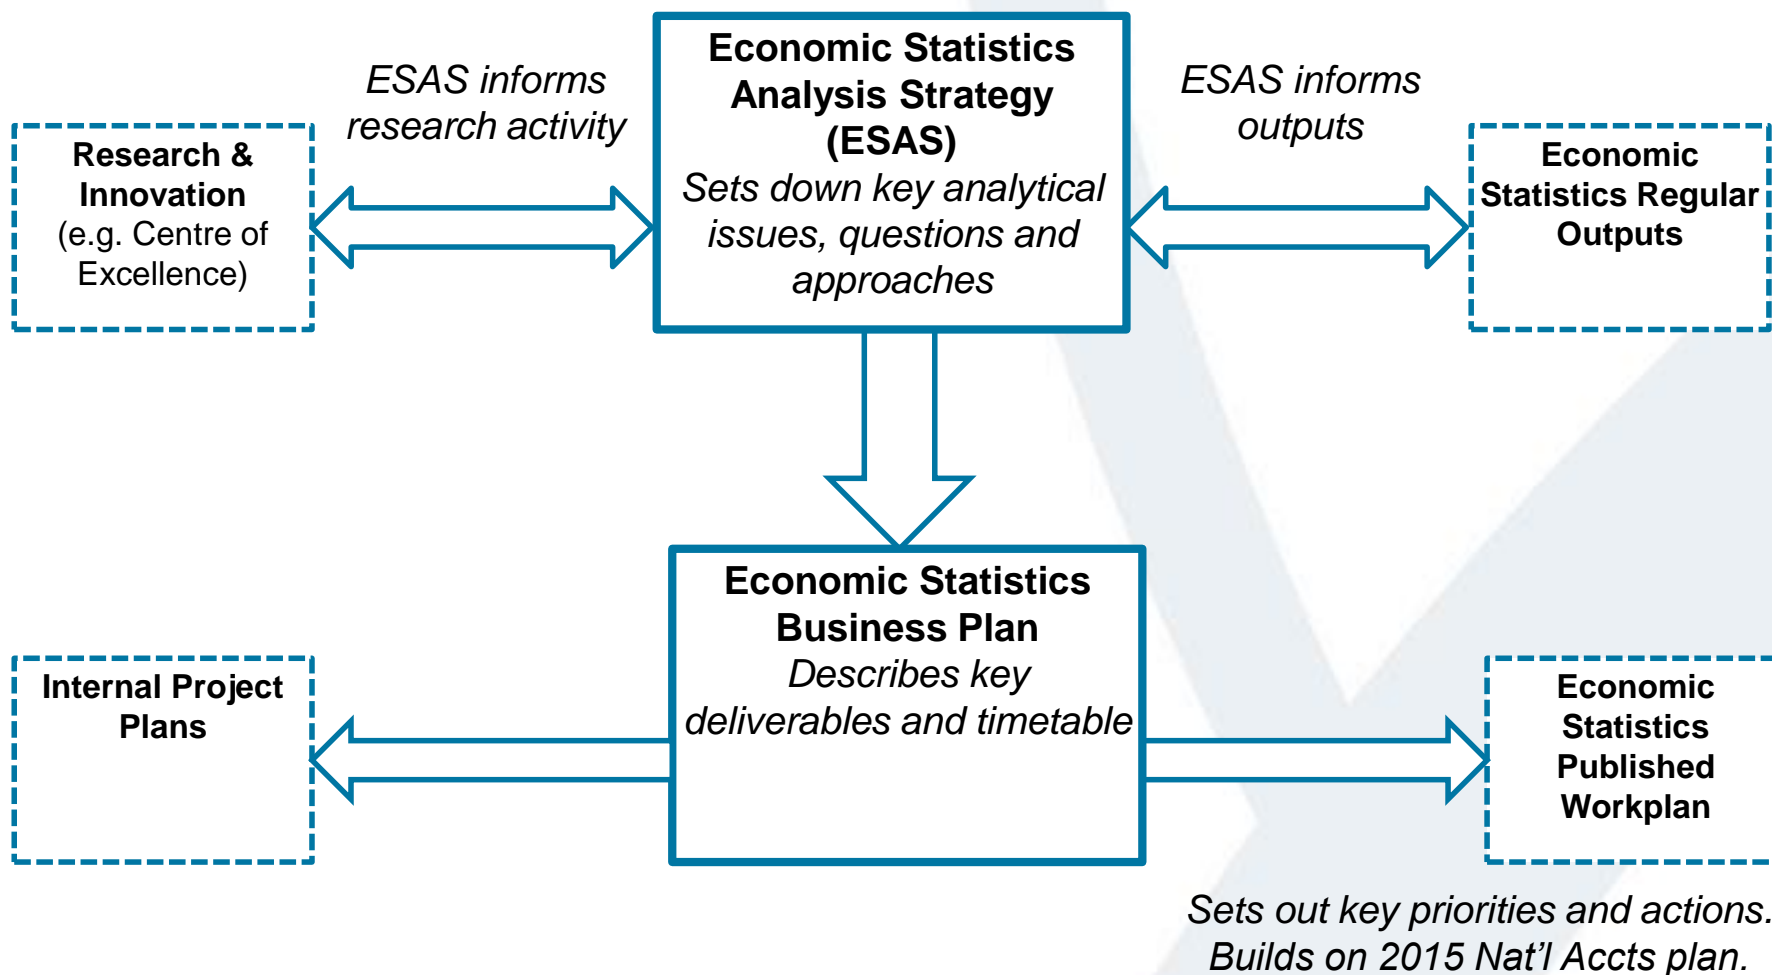 Economic Statistics
Analysis Strategy
(ESAS)
Sets down key analytical
issues, questions and
approaches
ESAS informs
research activity
ESAS informs
outputs
Research &
Innovation
(e.g. Centre of
Excellence)
Economic
Statistics Regular
Outputs
Economic Statistics
Business Plan
Describes key
deliverables and timetable
Internal Project
Plans
Economic
Statistics
Published
Workplan
Sets out key priorities and actions.
Builds on 2015 Nat'l Accts plan.